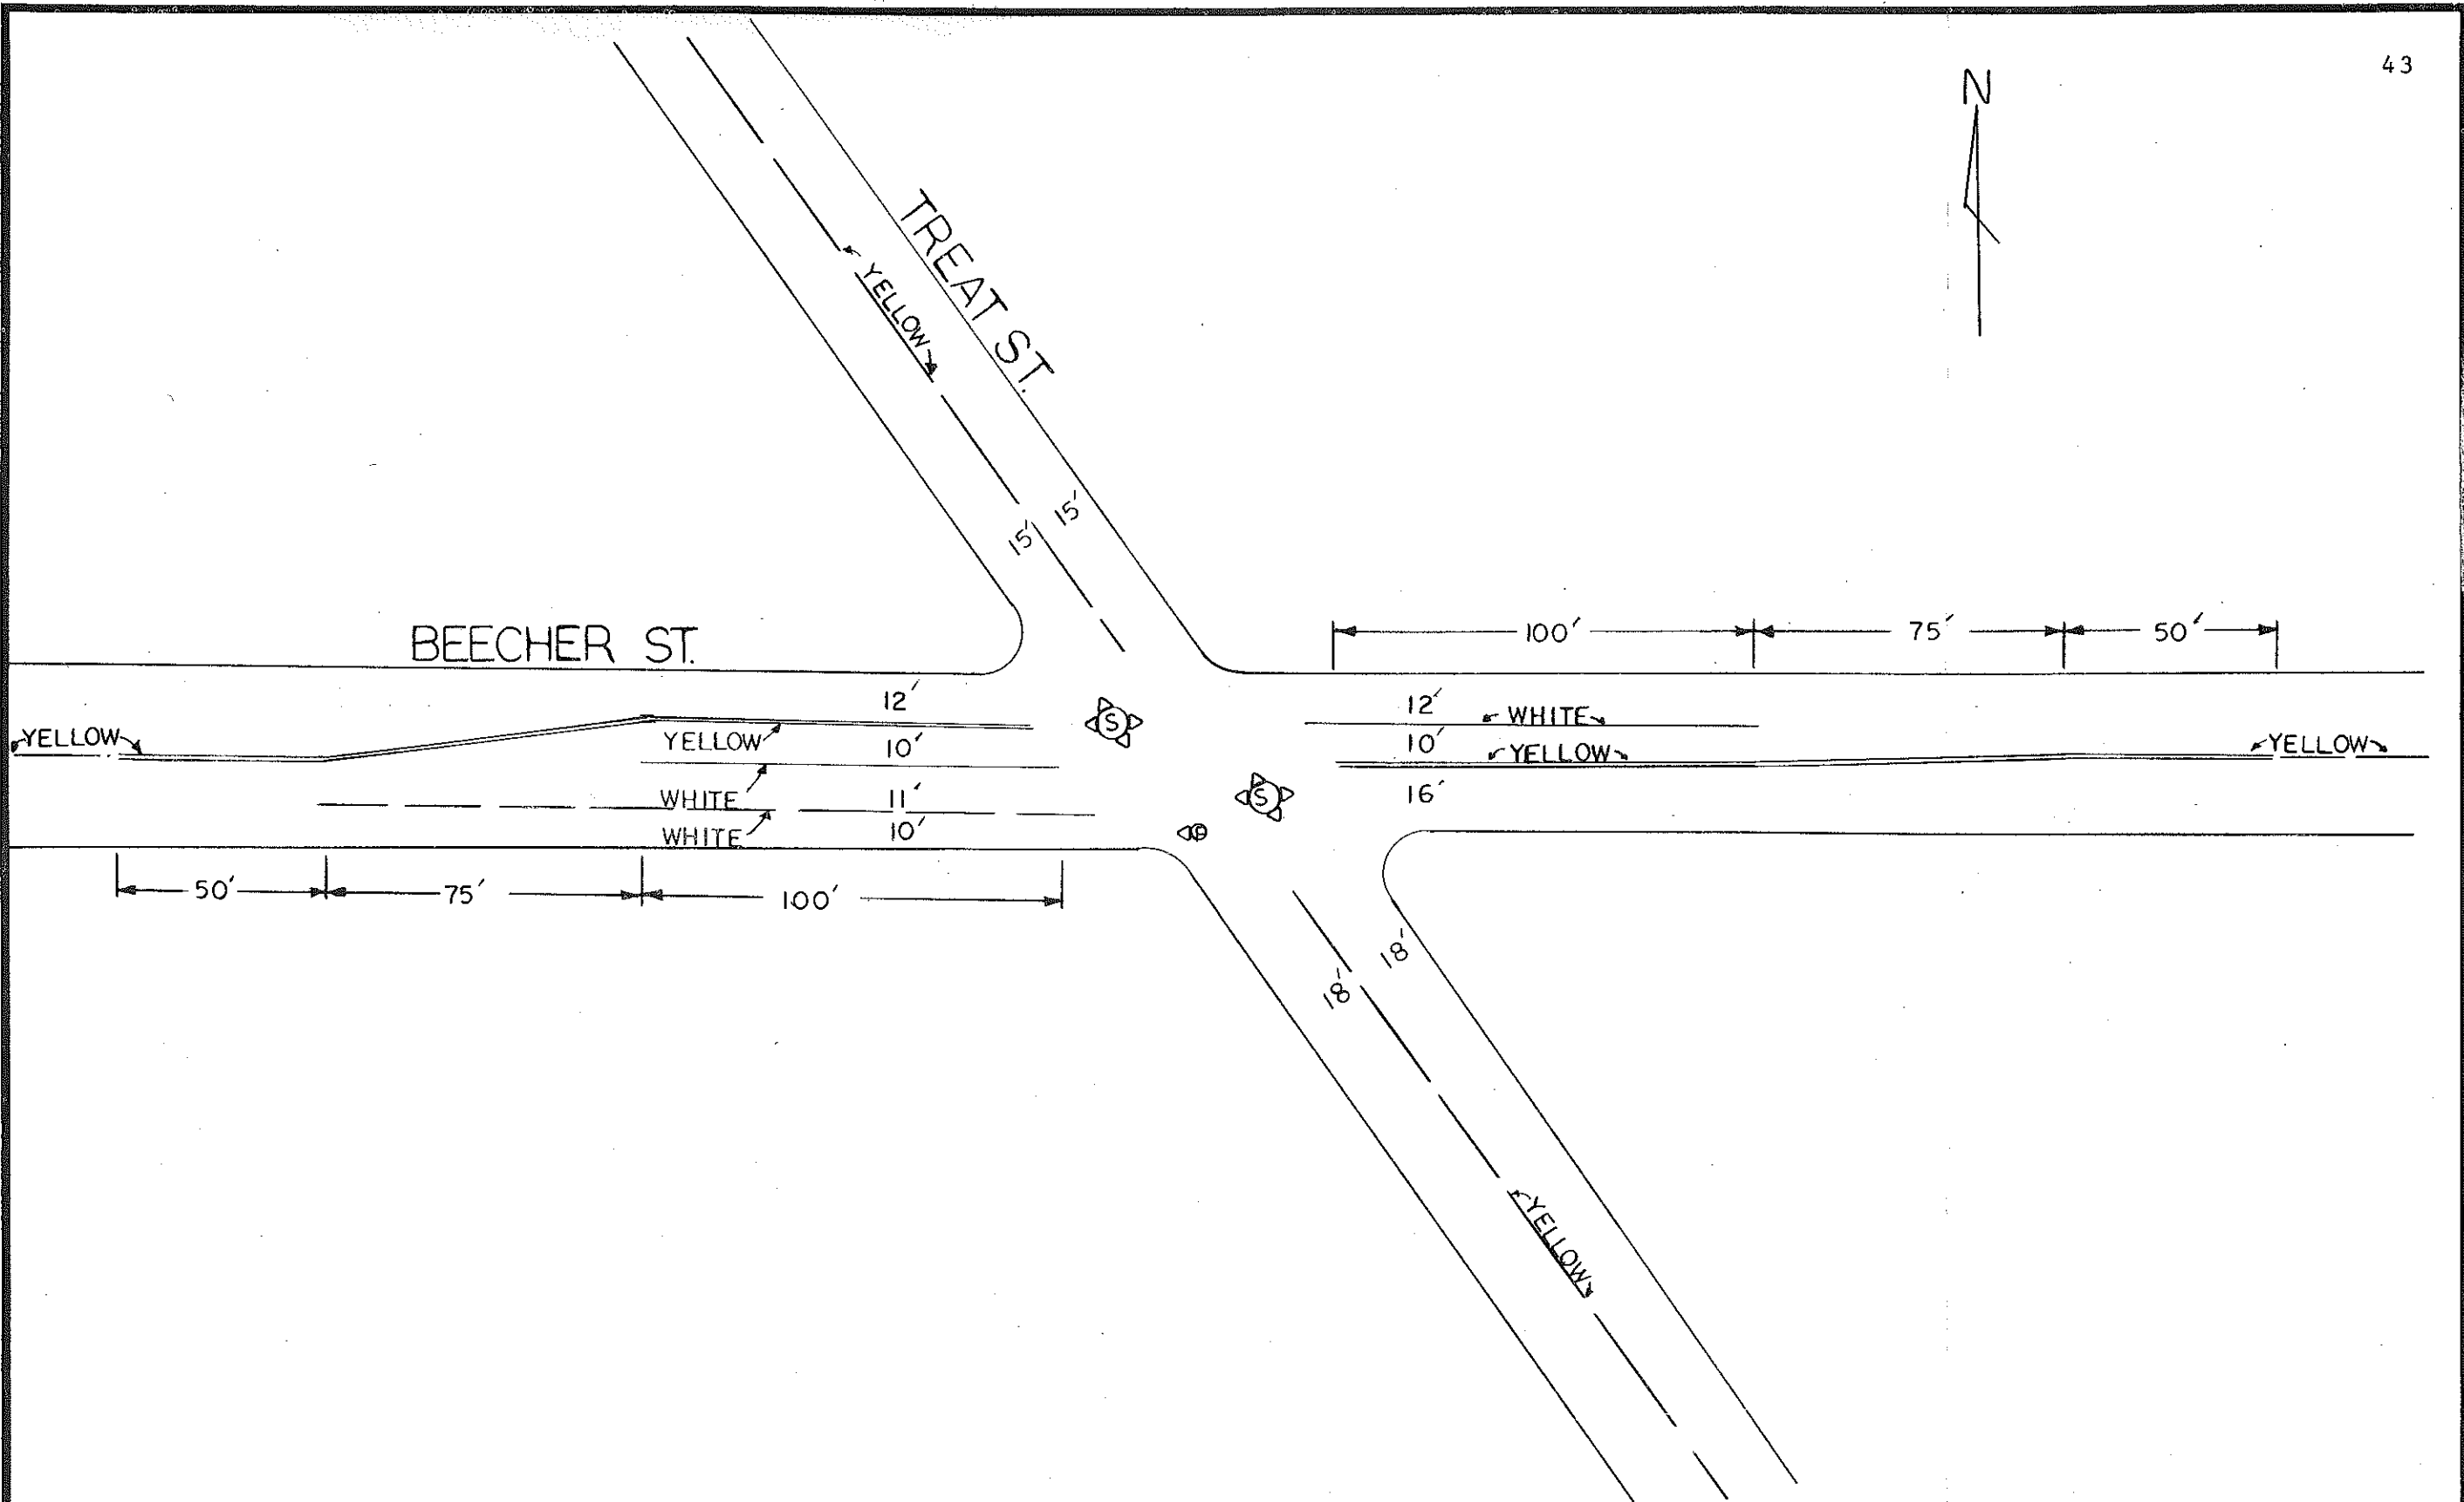 43
N
TREAT ST.
YELLOW
15'
15'
BEECHER ST.
100'
75'
50'
12'
12'
WHITE
YELLOW
YELLOW
10'
10'
YELLOW
YELLOW
WHITE
11'
16'
WHITE
10'
S
S
50'
75'
100'
18'
18'
YELLOW